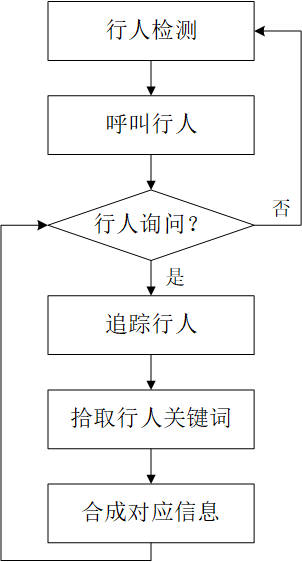 行人检测
呼叫行人
行人询问？
否
是
追踪行人
拾取行人关键词
合成对应信息